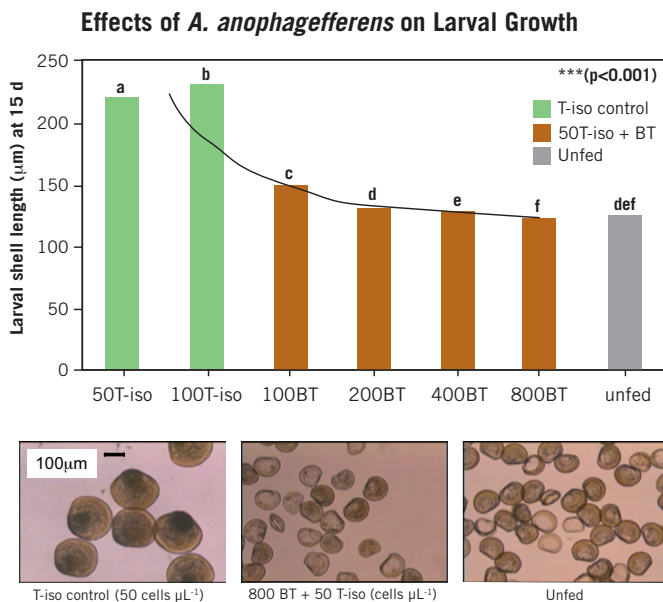 Effects of A. anophagefferens on Larval Growth
Larval shell length (μm) at 15 d
250
200
150
100
50
0
***(p<0.001)
T-iso control
50T-iso + BT
Unfed
a
b
c
d
e
f
def
50T-iso
100T-iso
100BT
200BT
400BT
800BT
unfed
100μm
T-iso control (50 cells μL⁻¹)
800 BT + 50 T-iso (cells μL⁻¹)
Unfed